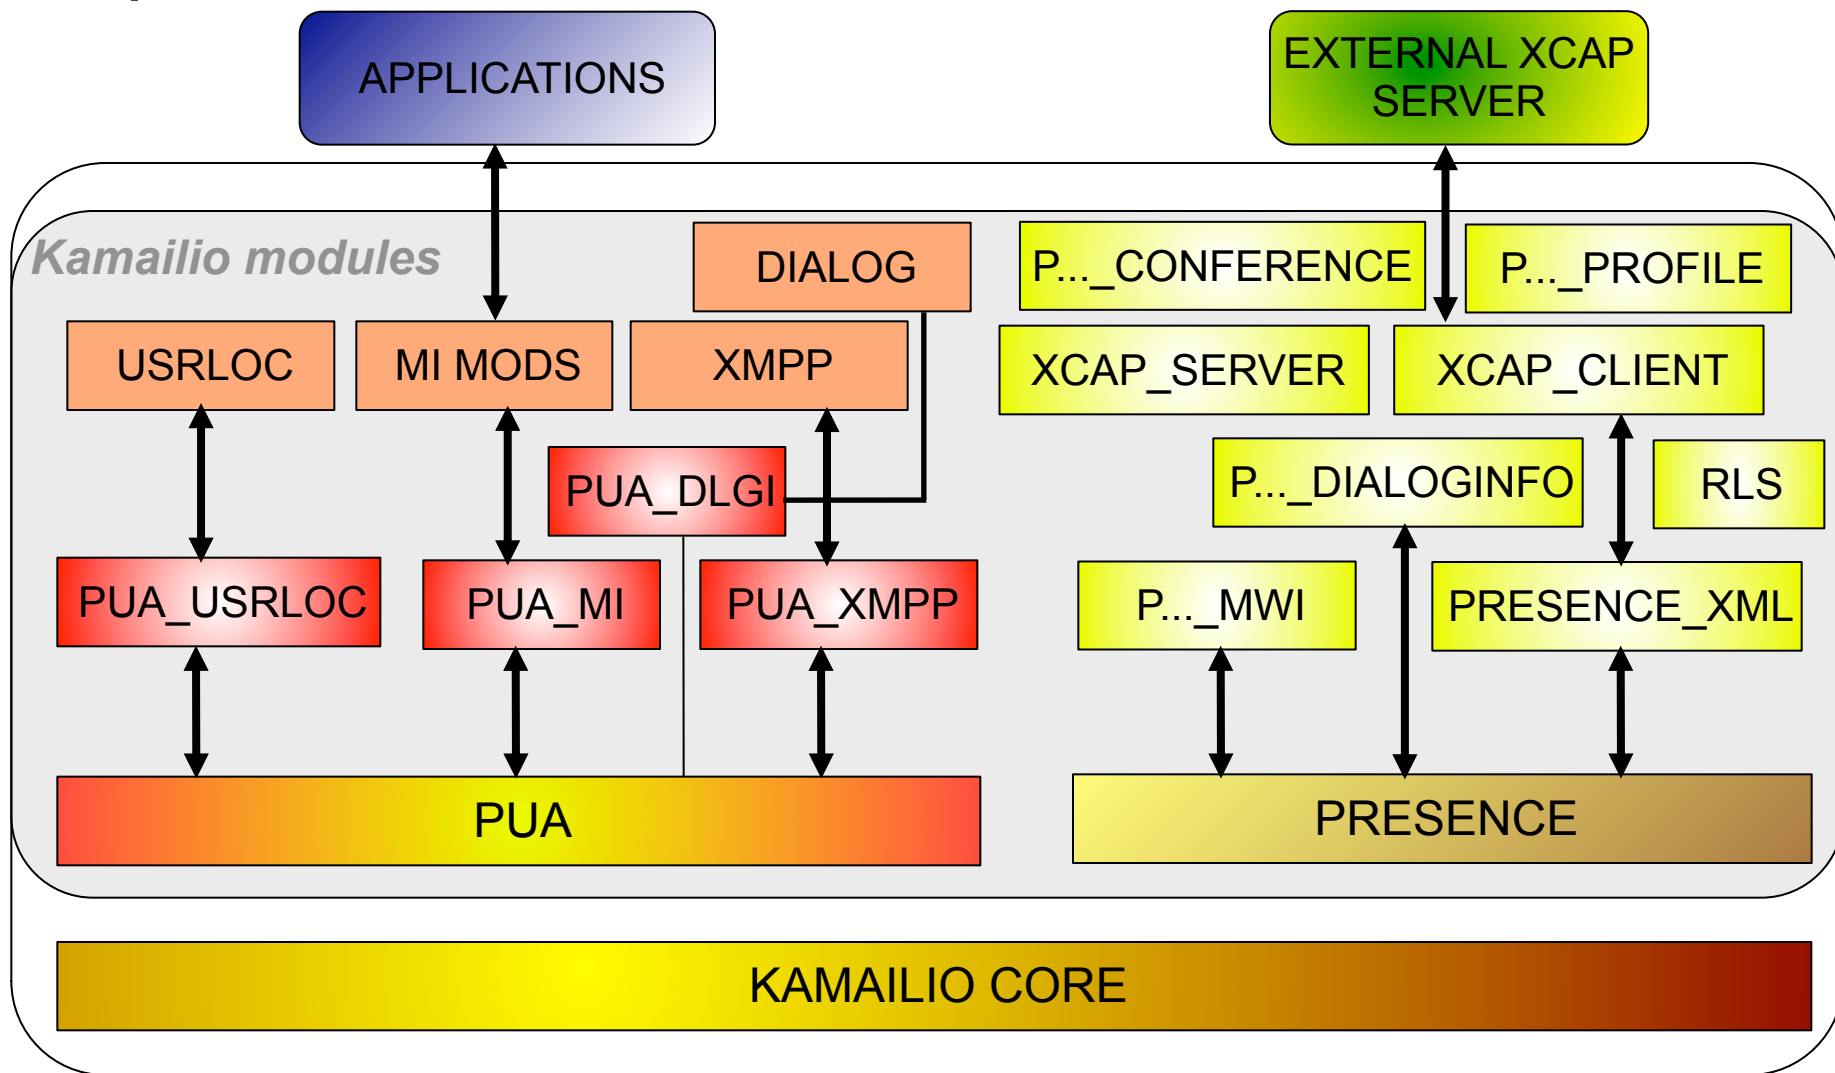 APPLICATIONS
EXTERNAL XCAP
SERVER
Kamailio modules
DIALOG
P..._CONFERENCE
P..._PROFILE
USRLOC
MI MODS
XMPP
XCAP_SERVER
XCAP_CLIENT
PUA_DLGI
P..._DIALOGINFO
RLS
PUA_USRLOC
PUA_MI
PUA_XMPP
P..._MWI
PRESENCE_XML
PUA
PRESENCE
KAMAILIO CORE